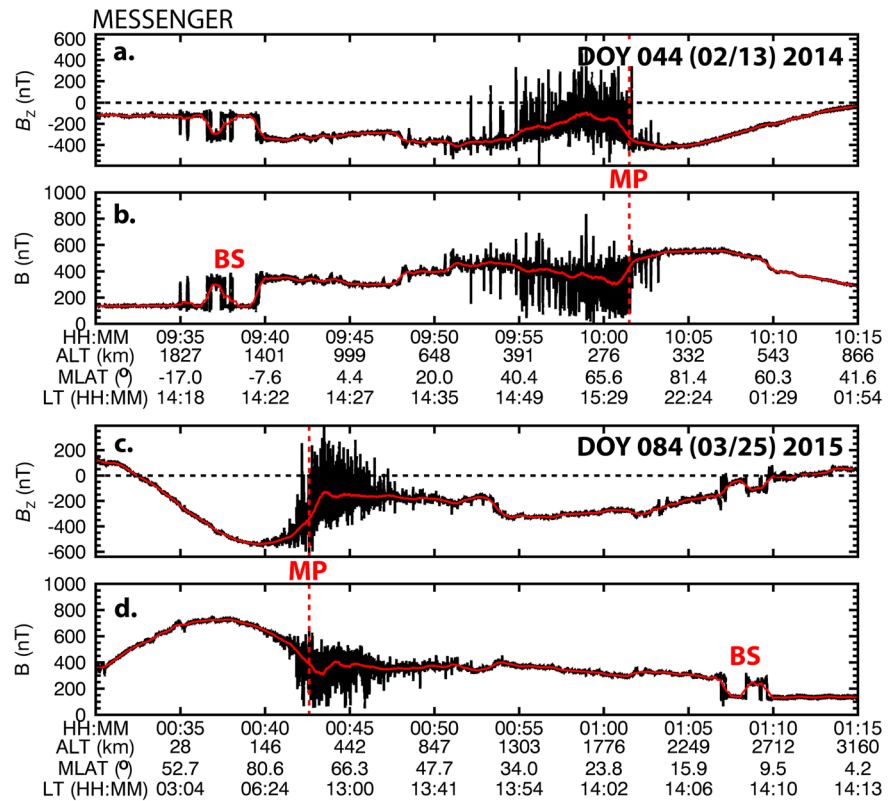 MESSENGER
a.
DOY 044 (02/13) 2014
600
400
200
0
-200
-400
Bz (nT)
MP
b.
BS
1000
800
600
400
200
0
B (nT)
HH:MM 09:35 09:40 09:45 09:50 09:55 10:00 10:05 10:10 10:15
ALT (km) 1827 1401 999 648 391 276 332 543 866
MLAT (º) -17.0 -7.6 4.4 20.0 40.4 65.6 81.4 60.3 41.6
LT (HH:MM) 14:18 14:22 14:27 14:35 14:49 15:29 22:24 01:29 01:54
c.
DOY 084 (03/25) 2015
200
0
-200
-400
-600
Bz (nT)
MP
d.
BS
1000
800
600
400
200
0
B (nT)
HH:MM 00:35 00:40 00:45 00:50 00:55 01:00 01:05 01:10 01:15
ALT (km) 28 146 442 847 1303 1776 2249 2712 3160
MLAT (º) 52.7 80.6 66.3 47.7 34.0 23.8 15.9 9.5 4.2
LT (HH:MM) 03:04 06:24 13:00 13:41 13:54 14:02 14:06 14:10 14:13